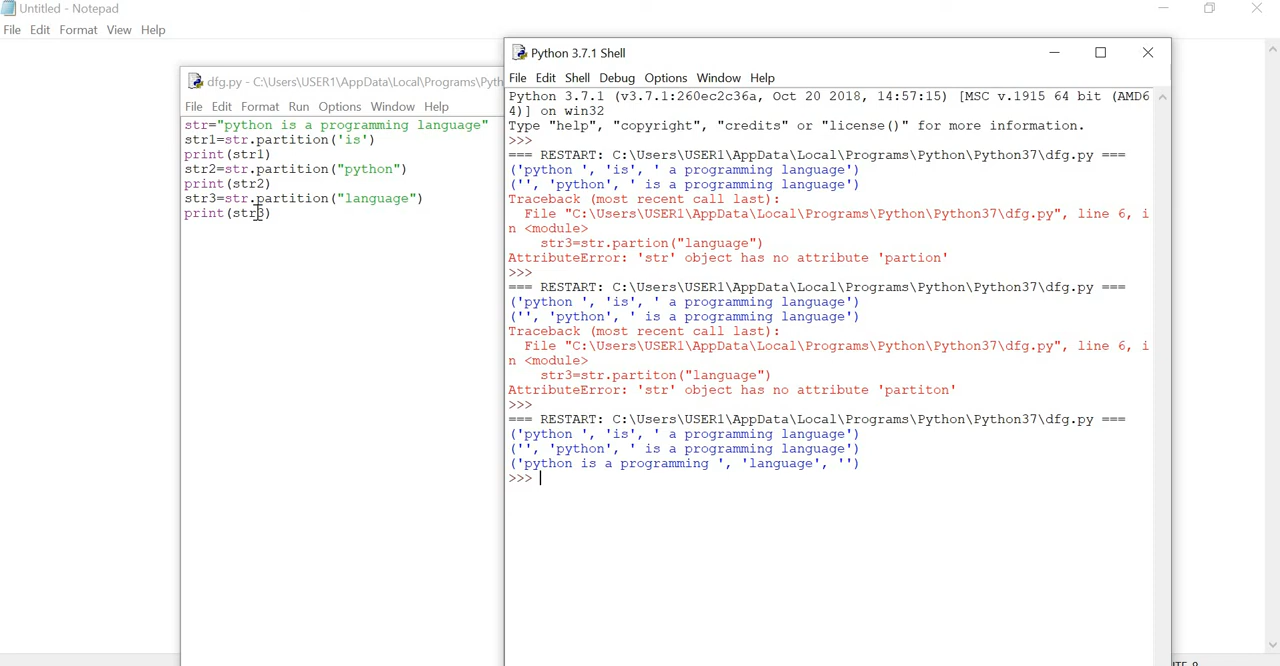 Untitled - Notepad
File Edit Format View Help
dfg.py - C:\Users\USER1\AppData\Local\Programs\Pyth
File Edit Format Run Options Window Help
str="python is a programming language"
str1=str.partition('is')
print(str1)
str2=str.partition("python")
print(str2)
str3=str.partition("language")
print(str3)
Python 3.7.1 Shell
File Edit Shell Debug Options Window Help
Python 3.7.1 (v3.7.1:260ec2c36a, Oct 20 2018, 14:57:15) [MSC v.1915 64 bit (AMD6
4)] on win32
Type "help", "copyright", "credits" or "license()" for more information.
>>>
=== RESTART: C:\Users\USER1\AppData\Local\Programs\Python\Python37\dfg.py ===
('python ', 'is', ' a programming language')
('', 'python', ' is a programming language')
Traceback (most recent call last):
  File "C:\Users\USER1\AppData\Local\Programs\Python\Python37\dfg.py", line 6, i
n <module>
    str3=str.partion("language")
AttributeError: 'str' object has no attribute 'partion'
>>>
=== RESTART: C:\Users\USER1\AppData\Local\Programs\Python\Python37\dfg.py ===
('python ', 'is', ' a programming language')
('', 'python', ' is a programming language')
Traceback (most recent call last):
  File "C:\Users\USER1\AppData\Local\Programs\Python\Python37\dfg.py", line 6, i
n <module>
    str3=str.partiton("language")
AttributeError: 'str' object has no attribute 'partiton'
>>>
=== RESTART: C:\Users\USER1\AppData\Local\Programs\Python\Python37\dfg.py ===
('python ', 'is', ' a programming language')
('', 'python', ' is a programming language')
('python is a programming ', 'language', '')
>>>